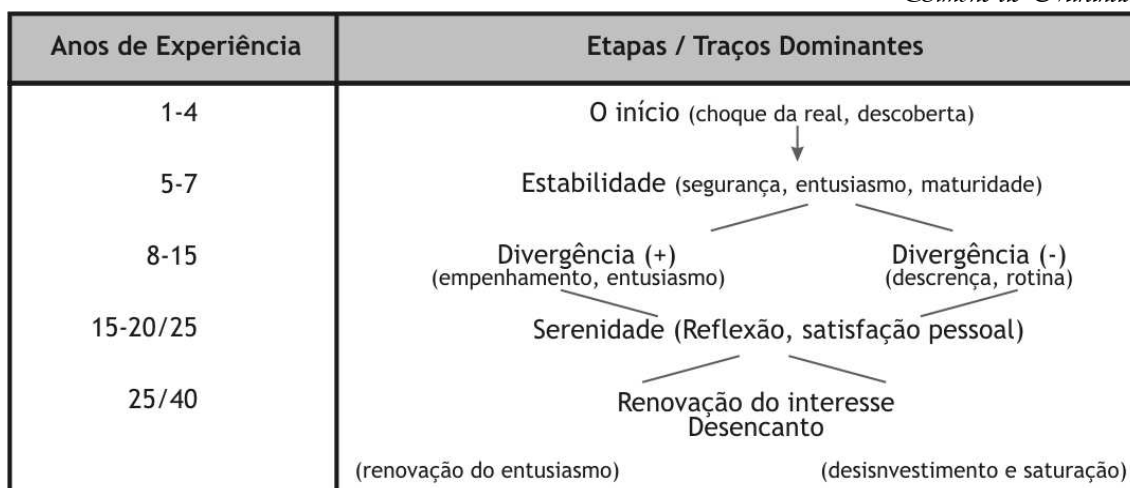 Anos de Experiência Etapas / Traços Dominantes
1-4 O início (choque da real, descoberta)
5-7 Estabilidade (segurança, entusiasmo, maturidade)
8-15 Divergência (+) Divergência (-)
(empenhamento, entusiasmo) (descrença, rotina)
15-20/25 Serenidade (Reflexão, satisfação pessoal)
25/40 Renovação do interesse
Desencanto
(renovação do entusiasmo) (desisnvestimento e saturação)